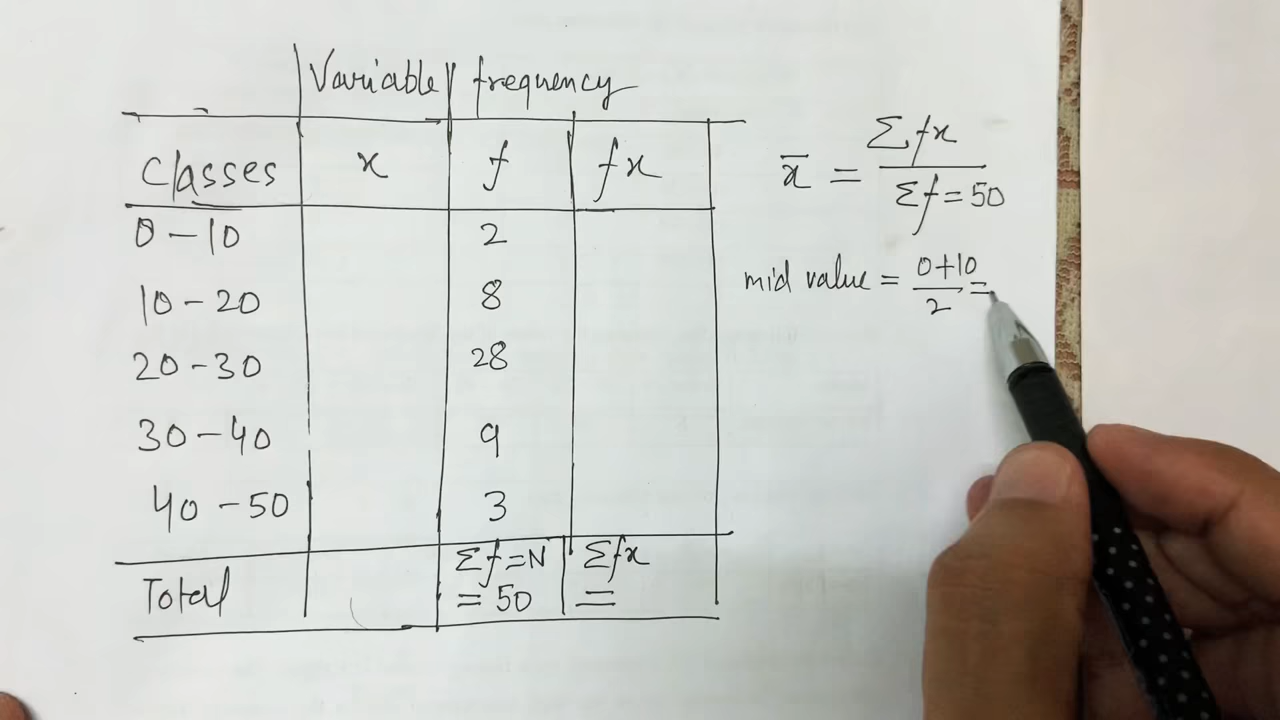 Variable frequency
Classes x f fx
0 – 10 2
10 – 20 8
20 – 30 28
30 – 40 9
40 – 50 3
Total Σf = N = 50 Σfx =
x̄ = Σfx / Σf = 50
mid value = 0+10 / 2 =